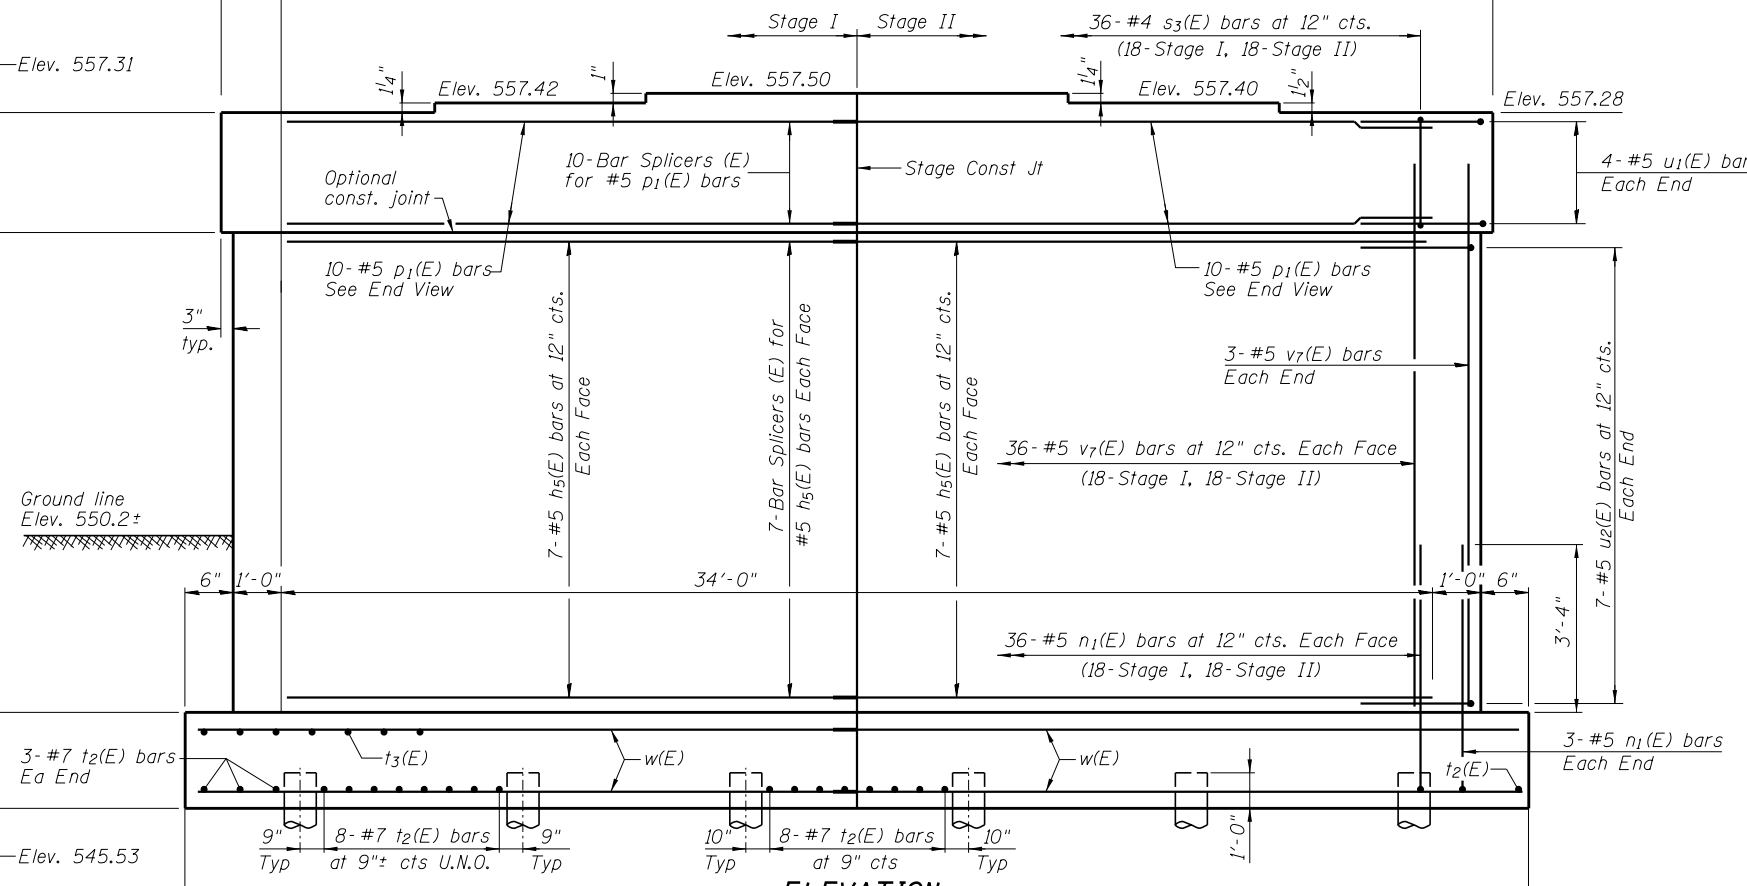 Stage I
Stage II
36-#4 s3(E) bars at 12" cts.
(18-Stage I, 18-Stage II)
Elev. 557.31
1¼"
Elev. 557.42
1"
Elev. 557.50
1¼"
Elev. 557.40
1½"
Elev. 557.28
10-Bar Splicers (E)
for #5 p1(E) bars
Stage Const Jt
4-#5 u1(E) bar
Each End
Optional
const. joint
10-#5 p1(E) bars
See End View
10-#5 p1(E) bars
See End View
3"
typ.
7-#5 h5(E) bars at 12" cts.
Each Face
7-Bar Splicers (E) for
#5 h5(E) bars Each Face
7-#5 h5(E) bars at 12" cts.
Each Face
3-#5 v7(E) bars
Each End
7-#5 u2(E) bars at 12" cts.
Each End
36-#5 v7(E) bars at 12" cts. Each Face
(18-Stage I, 18-Stage II)
Ground line
Elev. 550.2±
6"
1'-0"
34'-0"
1'-0"
6"
3'-4"
36-#5 n1(E) bars at 12" cts. Each Face
(18-Stage I, 18-Stage II)
3-#7 t2(E) bars
Ea End
t3(E)
w(E)
w(E)
t2(E)
3-#5 n1(E) bars
Each End
9"
Typ
8-#7 t2(E) bars
at 9"± cts U.N.O.
9"
Typ
10"
Typ
8-#7 t2(E) bars
at 9" cts
10"
Typ
1'-0"
Elev. 545.53
ELEVATION